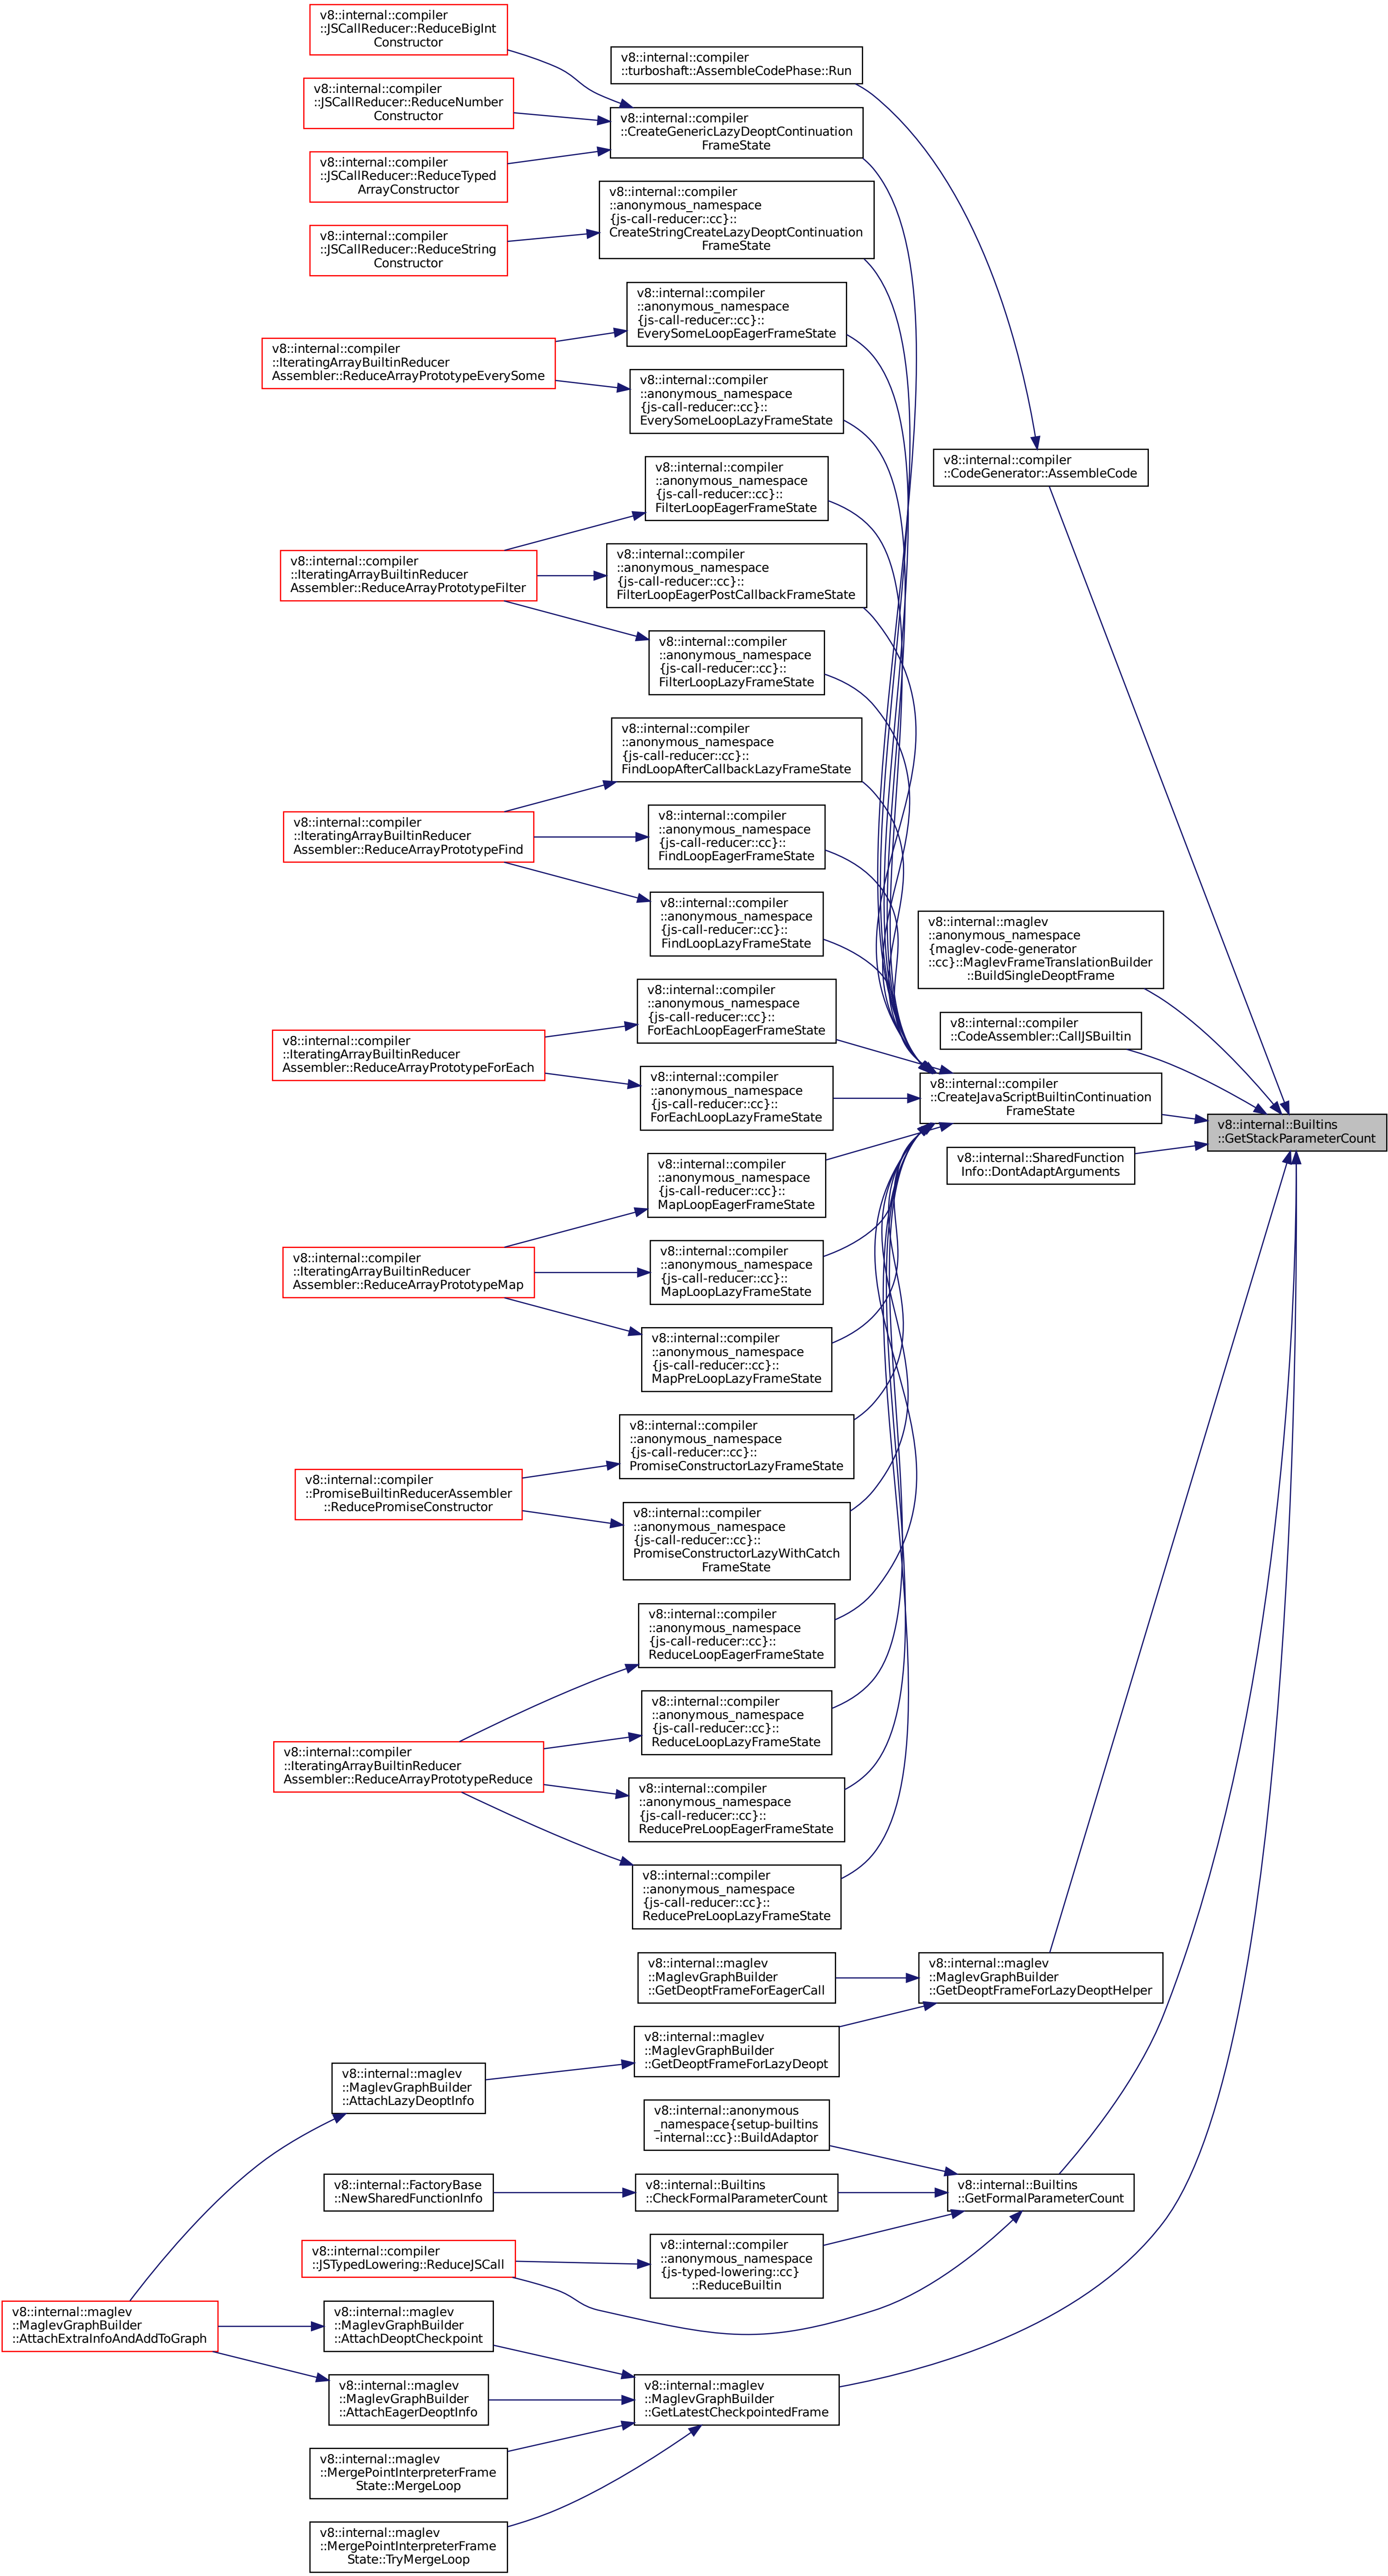 v8::internal::compiler
::JSCallReducer::ReduceBigInt
Constructor
v8::internal::compiler
::turboshaft::AssembleCodePhase::Run
v8::internal::compiler
::JSCallReducer::ReduceNumber
Constructor
v8::internal::compiler
::CreateGenericLazyDeoptContinuation
FrameState
v8::internal::compiler
::JSCallReducer::ReduceTyped
ArrayConstructor
v8::internal::compiler
::anonymous_namespace
{js-call-reducer::cc}::
CreateStringCreateLazyDeoptContinuation
FrameState
v8::internal::compiler
::JSCallReducer::ReduceString
Constructor
v8::internal::compiler
::anonymous_namespace
{js-call-reducer::cc}::
EverySomeLoopEagerFrameState
v8::internal::compiler
::IteratingArrayBuiltinReducer
Assembler::ReduceArrayPrototypeEverySome
v8::internal::compiler
::anonymous_namespace
{js-call-reducer::cc}::
EverySomeLoopLazyFrameState
v8::internal::compiler
::CodeGenerator::AssembleCode
v8::internal::compiler
::anonymous_namespace
{js-call-reducer::cc}::
FilterLoopEagerFrameState
v8::internal::compiler
::IteratingArrayBuiltinReducer
Assembler::ReduceArrayPrototypeFilter
v8::internal::compiler
::anonymous_namespace
{js-call-reducer::cc}::
FilterLoopEagerPostCallbackFrameState
v8::internal::compiler
::anonymous_namespace
{js-call-reducer::cc}::
FilterLoopLazyFrameState
v8::internal::compiler
::anonymous_namespace
{js-call-reducer::cc}::
FindLoopAfterCallbackLazyFrameState
v8::internal::compiler
::IteratingArrayBuiltinReducer
Assembler::ReduceArrayPrototypeFind
v8::internal::compiler
::anonymous_namespace
{js-call-reducer::cc}::
FindLoopEagerFrameState
v8::internal::compiler
::anonymous_namespace
{js-call-reducer::cc}::
FindLoopLazyFrameState
v8::internal::maglev
::anonymous_namespace
{maglev-code-generator
::cc}::MaglevFrameTranslationBuilder
::BuildSingleDeoptFrame
v8::internal::compiler
::anonymous_namespace
{js-call-reducer::cc}::
ForEachLoopEagerFrameState
v8::internal::compiler
::CodeAssembler::CallJSBuiltin
v8::internal::compiler
::IteratingArrayBuiltinReducer
Assembler::ReduceArrayPrototypeForEach
v8::internal::compiler
::anonymous_namespace
{js-call-reducer::cc}::
ForEachLoopLazyFrameState
v8::internal::compiler
::CreateJavaScriptBuiltinContinuation
FrameState
v8::internal::Builtins
::GetStackParameterCount
v8::internal::SharedFunction
Info::DontAdaptArguments
v8::internal::compiler
::anonymous_namespace
{js-call-reducer::cc}::
MapLoopEagerFrameState
v8::internal::compiler
::IteratingArrayBuiltinReducer
Assembler::ReduceArrayPrototypeMap
v8::internal::compiler
::anonymous_namespace
{js-call-reducer::cc}::
MapLoopLazyFrameState
v8::internal::compiler
::anonymous_namespace
{js-call-reducer::cc}::
MapPreLoopLazyFrameState
v8::internal::compiler
::anonymous_namespace
{js-call-reducer::cc}::
PromiseConstructorLazyFrameState
v8::internal::compiler
::PromiseBuiltinReducerAssembler
::ReducePromiseConstructor
v8::internal::compiler
::anonymous_namespace
{js-call-reducer::cc}::
PromiseConstructorLazyWithCatch
FrameState
v8::internal::compiler
::anonymous_namespace
{js-call-reducer::cc}::
ReduceLoopEagerFrameState
v8::internal::compiler
::anonymous_namespace
{js-call-reducer::cc}::
ReduceLoopLazyFrameState
v8::internal::compiler
::IteratingArrayBuiltinReducer
Assembler::ReduceArrayPrototypeReduce
v8::internal::compiler
::anonymous_namespace
{js-call-reducer::cc}::
ReducePreLoopEagerFrameState
v8::internal::compiler
::anonymous_namespace
{js-call-reducer::cc}::
ReducePreLoopLazyFrameState
v8::internal::maglev
::MaglevGraphBuilder
::GetDeoptFrameForEagerCall
v8::internal::maglev
::MaglevGraphBuilder
::GetDeoptFrameForLazyDeoptHelper
v8::internal::maglev
::MaglevGraphBuilder
::GetDeoptFrameForLazyDeopt
v8::internal::maglev
::MaglevGraphBuilder
::AttachLazyDeoptInfo
v8::internal::anonymous
_namespace{setup-builtins
-internal::cc}::BuildAdaptor
v8::internal::FactoryBase
::NewSharedFunctionInfo
v8::internal::Builtins
::CheckFormalParameterCount
v8::internal::Builtins
::GetFormalParameterCount
v8::internal::compiler
::JSTypedLowering::ReduceJSCall
v8::internal::compiler
::anonymous_namespace
{js-typed-lowering::cc}
::ReduceBuiltin
v8::internal::maglev
::MaglevGraphBuilder
::AttachExtraInfoAndAddToGraph
v8::internal::maglev
::MaglevGraphBuilder
::AttachDeoptCheckpoint
v8::internal::maglev
::MaglevGraphBuilder
::AttachEagerDeoptInfo
v8::internal::maglev
::MaglevGraphBuilder
::GetLatestCheckpointedFrame
v8::internal::maglev
::MergePointInterpreterFrame
State::MergeLoop
v8::internal::maglev
::MergePointInterpreterFrame
State::TryMergeLoop